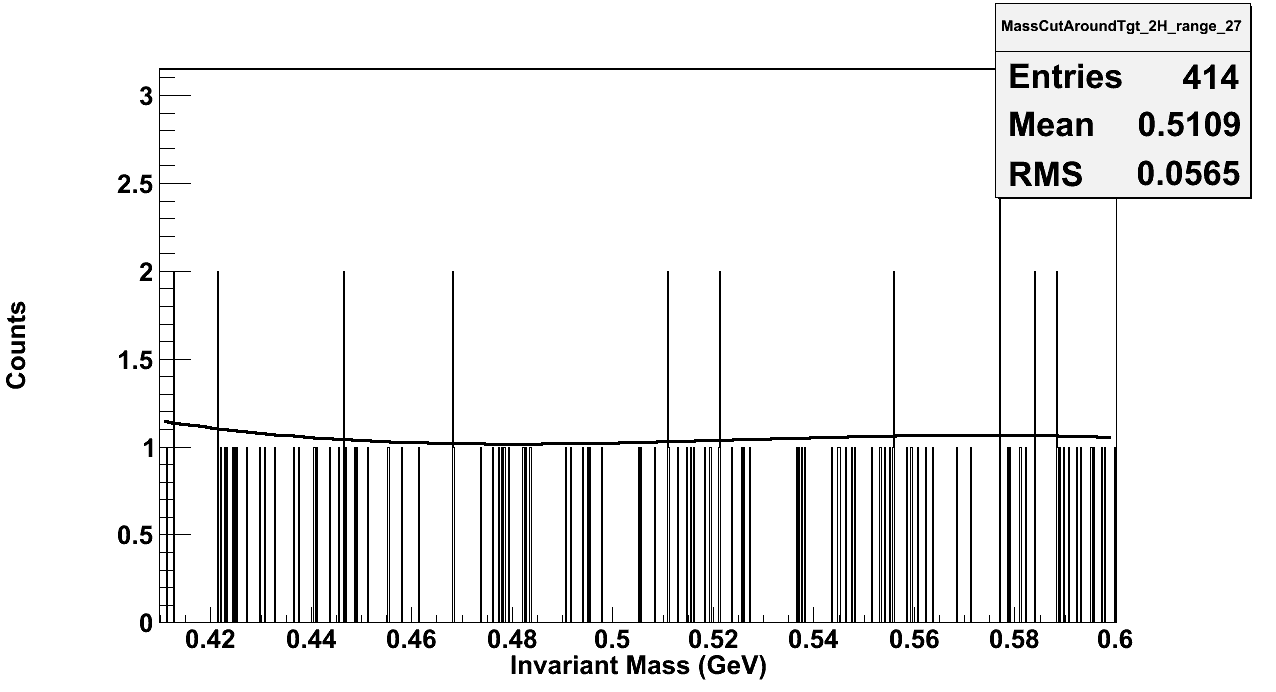 MassCutAroundTgt_2H_range_27
Entries 414
Mean 0.5109
RMS 0.0565
3
2.5
2
1.5
1
0.5
0
Counts
0.42 0.44 0.46 0.48 0.5 0.52 0.54 0.56 0.58 0.6
Invariant Mass (GeV)